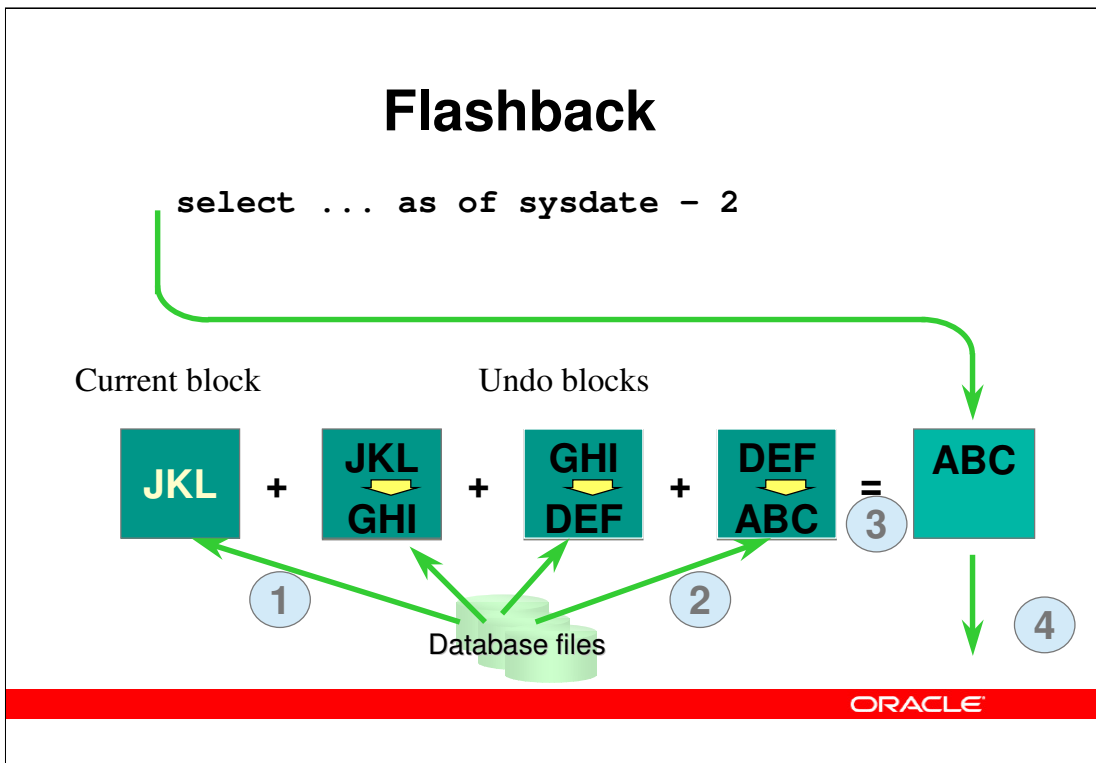 Flashback
select ... as of sysdate – 2
Current block
Undo blocks
JKL + JKL + GHI + DEF = ABC
GHI DEF ABC
3
1
2
4
Database files
ORACLE